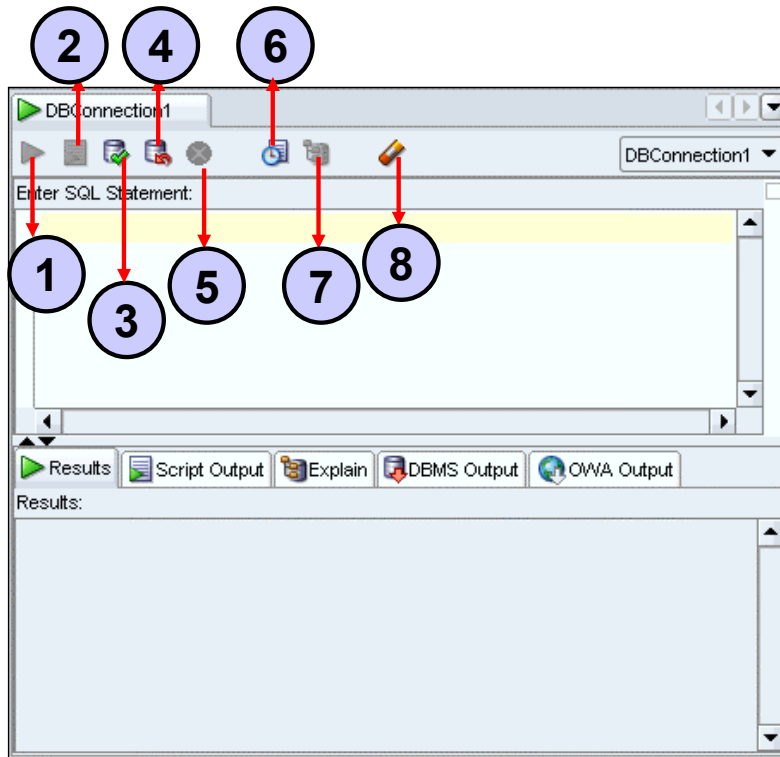 2 4 6
DBConnection1
DBConnection1
Enter SQL Statement:
1 3 5 7 8
Results Script Output Explain DBMS Output OWA Output
Results: